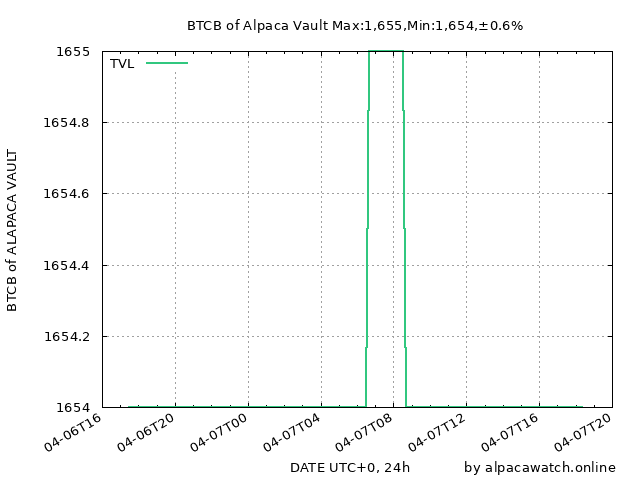 BTCB of Alpaca Vault Max:1,655,Min:1,654,±0.6%
TVL
1655
1654.8
1654.6
1654.4
1654.2
1654
BTCB of ALAPACA VAULT
04-06T16
04-06T20
04-07T00
04-07T04
04-07T08
04-07T12
04-07T16
04-07T20
DATE UTC+0, 24h
by alpacawatch.online